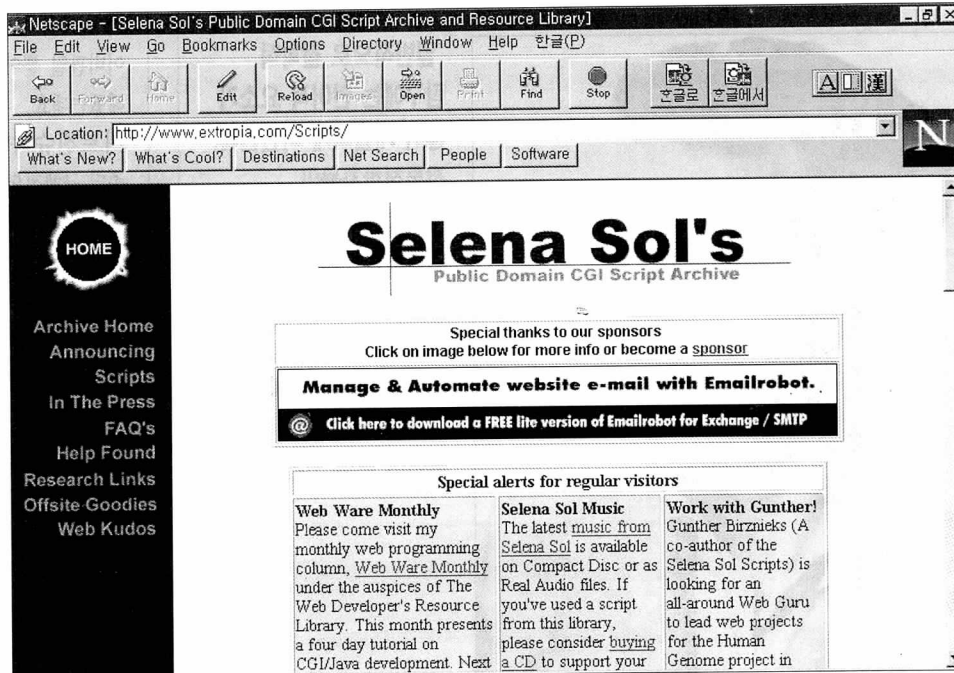 Netscape - [Selena Sol's Public Domain CGI Script Archive and Resource Library]
File Edit View Go Bookmarks Options Directory Window Help 한글(P)
Back Forward Home Edit Reload Images Open Print Find Stop 한글로 한글에서 A 漢
Location: http://www.extropia.com/Scripts/
N
What's New? What's Cool? Destinations Net Search People Software
HOME
Archive Home
Announcing
Scripts
In The Press
FAQ's
Help Found
Research Links
Offsite Goodies
Web Kudos
Selena Sol's
Public Domain CGI Script Archive
Special thanks to our sponsors
Click on image below for more info or become a sponsor
Manage & Automate website e-mail with Emailrobot.
@ Click here to download a FREE lite version of Emailrobot for Exchange / SMTP
Special alerts for regular visitors
Web Ware Monthly
Please come visit my
monthly web programming
column, Web Ware Monthly
under the auspices of The
Web Developer's Resource
Library. This month presents
a four day tutorial on
CGI/Java development. Next
Selena Sol Music
The latest music from
Selena Sol is available
on Compact Disc or as
Real Audio files. If
you've used a script
from this library,
please consider buying
a CD to support your
Work with Gunther!
Gunther Birznieks (A
co-author of the
Selena Sol Scripts) is
looking for an
all-around Web Guru
to lead web projects
for the Human
Genome project in